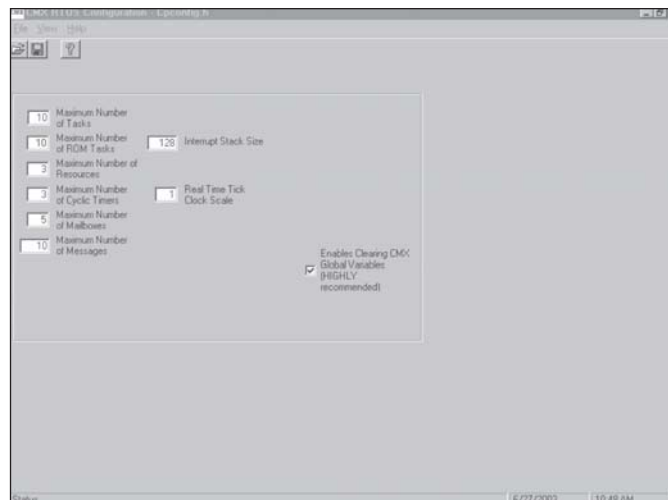 CMX RTOS Configuration - Cpconfig.h
File View Help
10 Maximum Number
of Tasks
10 Maximum Number
of ROM Tasks
128 Interrupt Stack Size
3 Maximum Number of
Resources
3 Maximum Number
of Cyclic Timers
1 Real Time Tick
Clock Scale
5 Maximum Number
of Mailboxes
10 Maximum Number
of Messages
Enables Clearing CMX
Global Variables
(HIGHLY
recommended)
Status 6/27/2003 10:48 AM